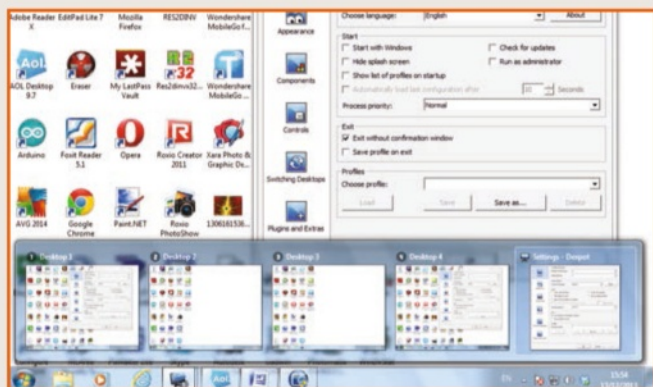 Adobe Reader X
EditPad Lite 7
Mozilla Firefox
RES2DINV
Wondershare MobileGo f...
AOL Desktop 9.7
Eraser
My LastPass Vault
Res2dinvx32...
Wondershare MobileGo ...
Arduino
Foxit Reader 5.1
Opera
Roxio Creator 2011
Xara Photo & Graphic De...
AVG 2014
Google Chrome
Paint.NET
Roxio PhotoShow
1306161536...
Appearance
Components
Controls
Switching Desktops
Plugins and Extras
Choose language:
English
About
Start
Start with Windows
Check for updates
Hide splash screen
Run as administrator
Show list of profiles on startup
Automatically load last configuration after
10
Seconds
Process priority:
Normal
Exit
Exit without confirmation window
Save profile on exit
Profiles
Choose profile:
Load
Save
Save as...
Delete
Desktop 1
Desktop 2
Desktop 3
Desktop 4
Settings - Dexpot
EN
15:54